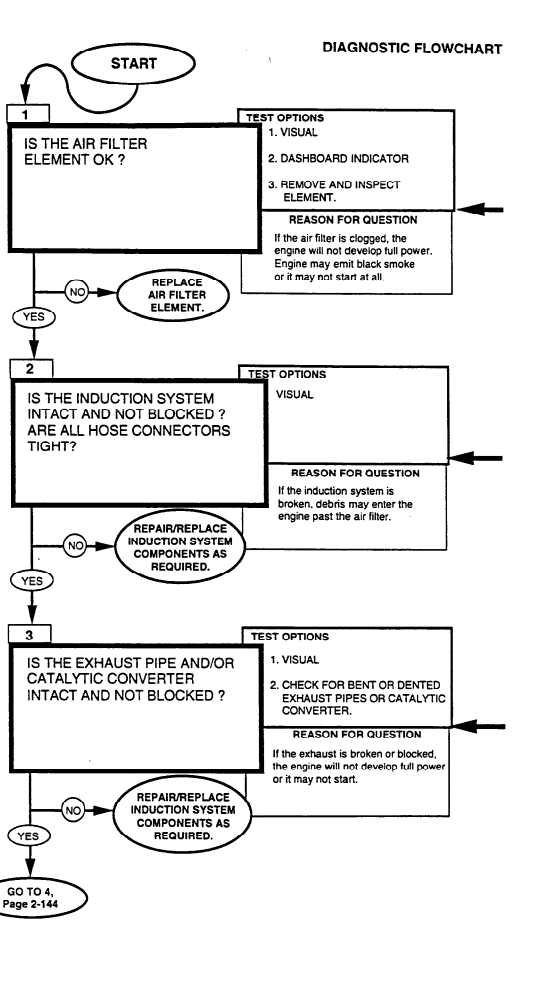 DIAGNOSTIC FLOWCHART
START
1
IS THE AIR FILTER
ELEMENT OK ?
TEST OPTIONS
1. VISUAL
2. DASHBOARD INDICATOR
3. REMOVE AND INSPECT
ELEMENT.
REASON FOR QUESTION
If the air filter is clogged, the
engine will not develop full power.
Engine may emit black smoke
or it may not start at all.
NO
REPLACE
AIR FILTER
ELEMENT.
YES
2
IS THE INDUCTION SYSTEM
INTACT AND NOT BLOCKED ?
ARE ALL HOSE CONNECTORS
TIGHT?
TEST OPTIONS
VISUAL
REASON FOR QUESTION
If the induction system is
broken, debris may enter the
engine past the air filter.
NO
REPAIR/REPLACE
INDUCTION SYSTEM
COMPONENTS AS
REQUIRED.
YES
3
IS THE EXHAUST PIPE AND/OR
CATALYTIC CONVERTER
INTACT AND NOT BLOCKED ?
TEST OPTIONS
1. VISUAL
2. CHECK FOR BENT OR DENTED
EXHAUST PIPES OR CATALYTIC
CONVERTER.
REASON FOR QUESTION
If the exhaust is broken or blocked,
the engine will not develop full power
or it may not start.
NO
REPAIR/REPLACE
INDUCTION SYSTEM
COMPONENTS AS
REQUIRED.
YES
GO TO 4,
Page 2-144